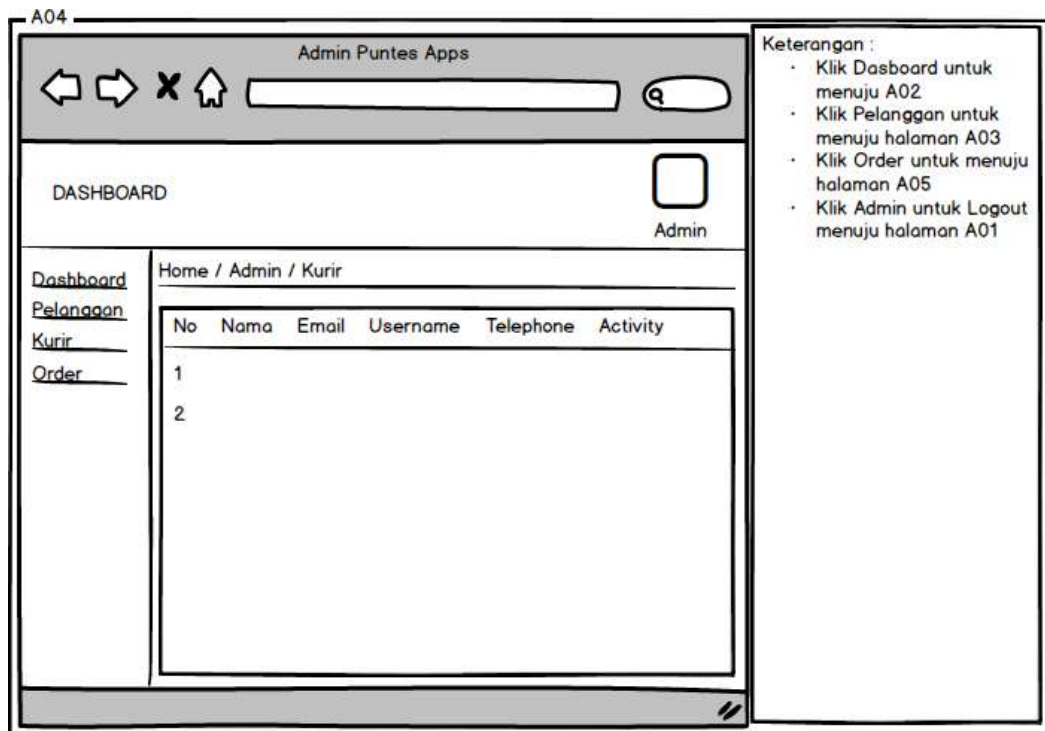 A04
Admin Puntes Apps
DASHBOARD
Admin
Dashboard
Pelanggan
Kurir
Order
Home / Admin / Kurir
No Nama Email Username Telephone Activity
1
2
Keterangan :
· Klik Dasboard untuk
menuju A02
· Klik Pelanggan untuk
menuju halaman A03
· Klik Order untuk menuju
halaman A05
· Klik Admin untuk Logout
menuju halaman A01